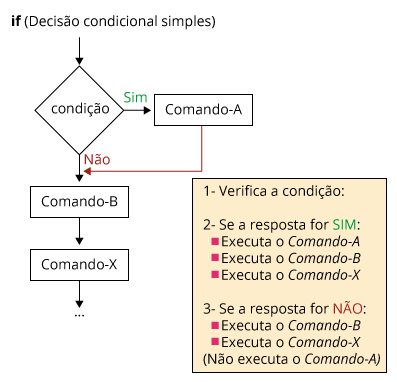 if (Decisão condicional simples)
condição
Sim
Comando-A
Não
Comando-B
Comando-X
...
1- Verifica a condição:
2- Se a resposta for SIM:
Executa o Comando-A
Executa o Comando-B
Executa o Comando-X
3- Se a resposta for NÃO:
Executa o Comando-B
Executa o Comando-X
(Não executa o Comando-A)